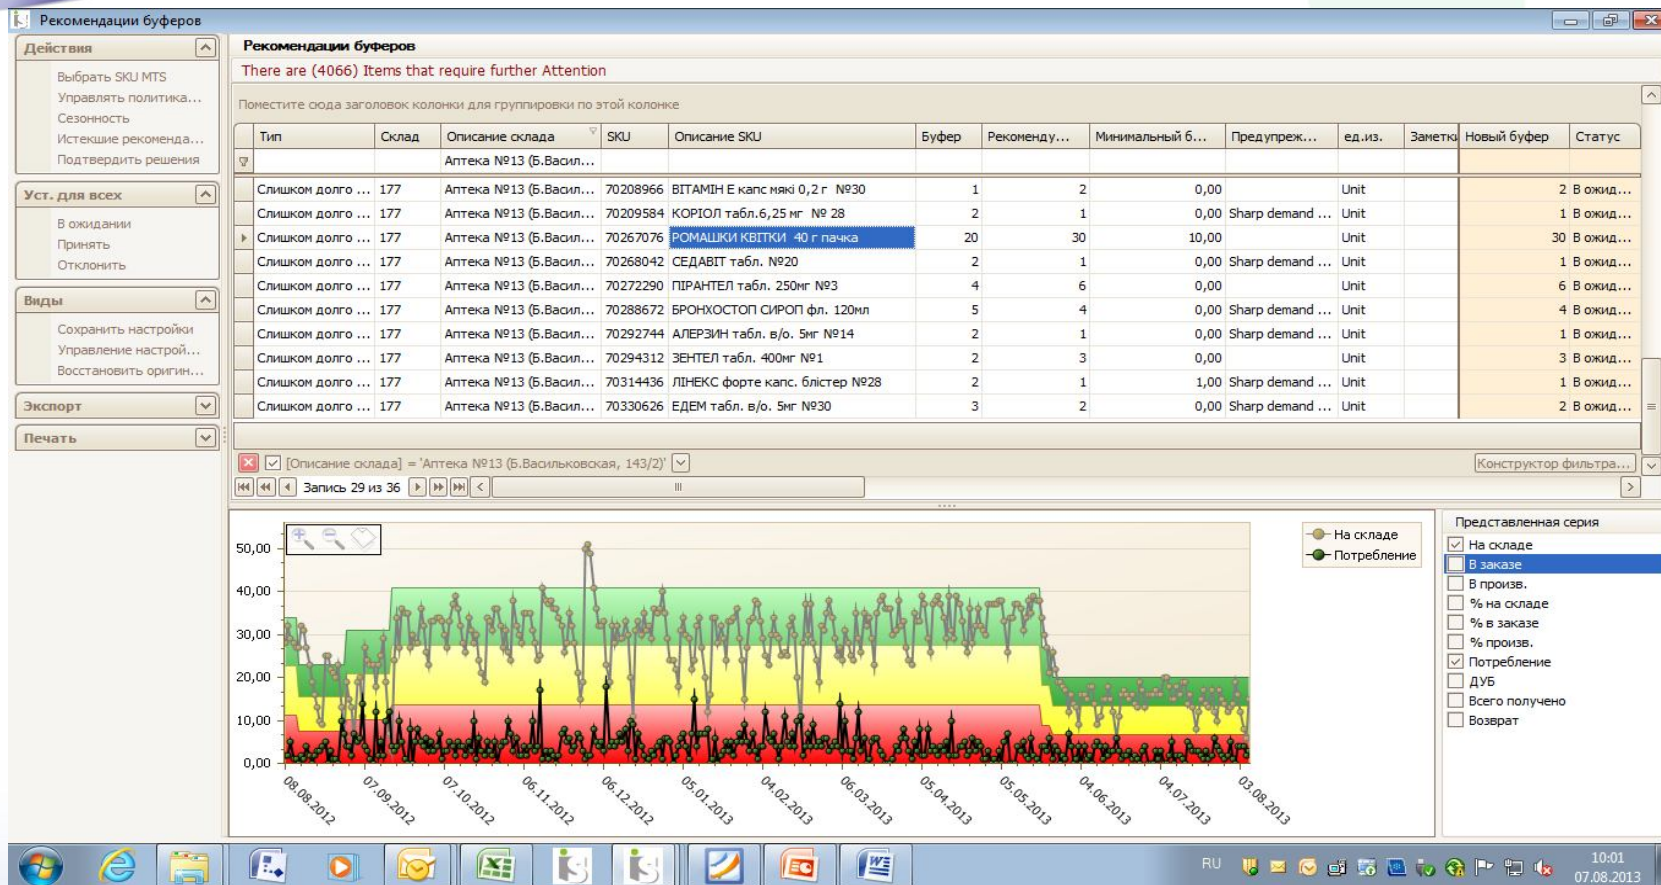 Рекомендации буферов
Действия
Выбрать SKU MTS
Управлять политика...
Сезонность
Истекшие рекоменда...
Подтвердить решения
Уст. для всех
В ожидании
Принять
Отклонить
Виды
Сохранить настройки
Управление настрой...
Восстановить оригин...
Экспорт
Печать
Рекомендации буферов
There are (4066) Items that require further Attention
Поместите сюда заголовок колонки для группировки по этой колонке
Тип Склад Описание склада SKU Описание SKU Буфер Рекоменду... Минимальный б... Предупреж... ед.из. Заметки Новый буфер Статус
Аптека №13 (Б.Васил...
Слишком долго ... 177 Аптека №13 (Б.Васил... 70208966 ВІТАМІН Е капс мякі 0,2 г №30 1 2 0,00 Unit 2 В ожид...
Слишком долго ... 177 Аптека №13 (Б.Васил... 70209584 КОРІОЛ табл.6,25 мг № 28 2 1 0,00 Sharp demand ... Unit 1 В ожид...
Слишком долго ... 177 Аптека №13 (Б.Васил... 70267076 РОМАШКИ КВІТКИ 40 г пачка 20 30 10,00 Unit 30 В ожид...
Слишком долго ... 177 Аптека №13 (Б.Васил... 70268042 СЕДАВІТ табл. №20 2 1 0,00 Sharp demand ... Unit 1 В ожид...
Слишком долго ... 177 Аптека №13 (Б.Васил... 70272290 ПІРАНТЕЛ табл. 250мг №3 4 6 0,00 Unit 6 В ожид...
Слишком долго ... 177 Аптека №13 (Б.Васил... 70288672 БРОНХОСТОП СИРОП фл. 120мл 5 4 0,00 Sharp demand ... Unit 4 В ожид...
Слишком долго ... 177 Аптека №13 (Б.Васил... 70292744 АЛЕРЗИН табл. в/о. 5мг №14 2 1 0,00 Sharp demand ... Unit 1 В ожид...
Слишком долго ... 177 Аптека №13 (Б.Васил... 70294312 ЗЕНТЕЛ табл. 400мг №1 2 3 0,00 Unit 3 В ожид...
Слишком долго ... 177 Аптека №13 (Б.Васил... 70314436 ЛІНЕКС форте капс. блістер №28 2 1 1,00 Sharp demand ... Unit 1 В ожид...
Слишком долго ... 177 Аптека №13 (Б.Васил... 70330626 ЕДЕМ табл. в/о. 5мг №30 3 2 0,00 Sharp demand ... Unit 2 В ожид...
[Описание склада] = 'Аптека №13 (Б.Васильковская, 143/2)'
Конструктор фильтра...
Запись 29 из 36
50,00
40,00
30,00
20,00
10,00
0,00
08.08.2012 07.09.2012 07.10.2012 06.11.2012 06.12.2012 05.01.2013 04.02.2013 06.03.2013 05.04.2013 05.05.2013 04.06.2013 04.07.2013 03.08.2013
На складе
Потребление
Представленная серия
На складе
В заказе
В произв.
% на складе
% в заказе
% произв.
Потребление
ДУБ
Всего получено
Возврат
RU
10:01
07.08.2013